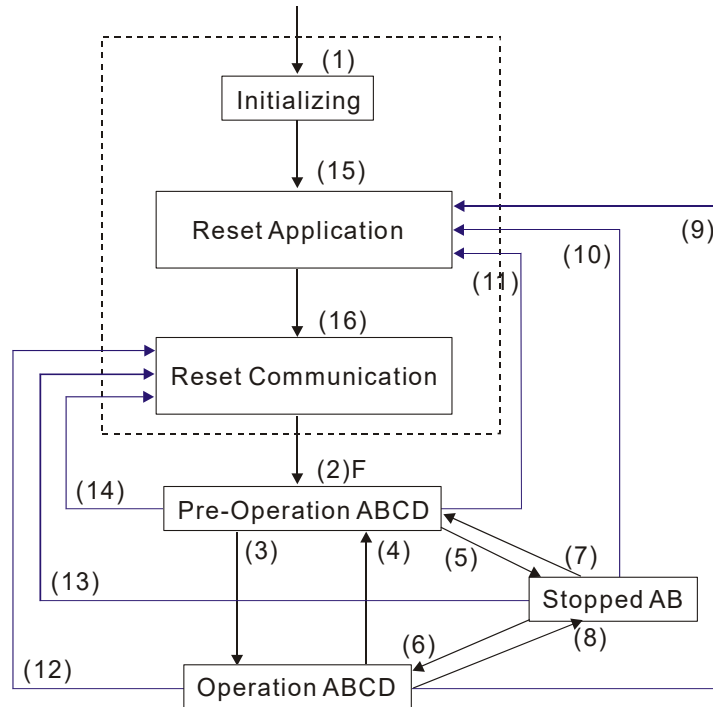 (1)
Initializing
(15)
Reset Application
(9)
(10)
(11)
(16)
Reset Communication
(2)F
(14)
Pre-Operation ABCD
(3)
(4)
(5)
(7)
(13)
Stopped AB
(6)
(8)
(12)
Operation ABCD